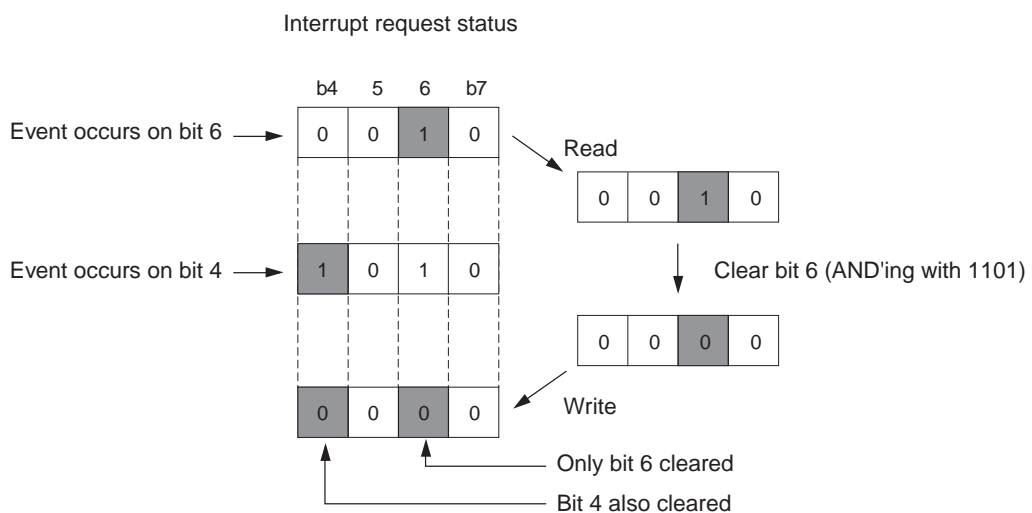 Interrupt request status
b4 5 6 b7
Event occurs on bit 6
0 0 1 0
Read
0 0 1 0
Event occurs on bit 4
1 0 1 0
Clear bit 6 (AND'ing with 1101)
0 0 0 0
Write
0 0 0 0
Only bit 6 cleared
Bit 4 also cleared